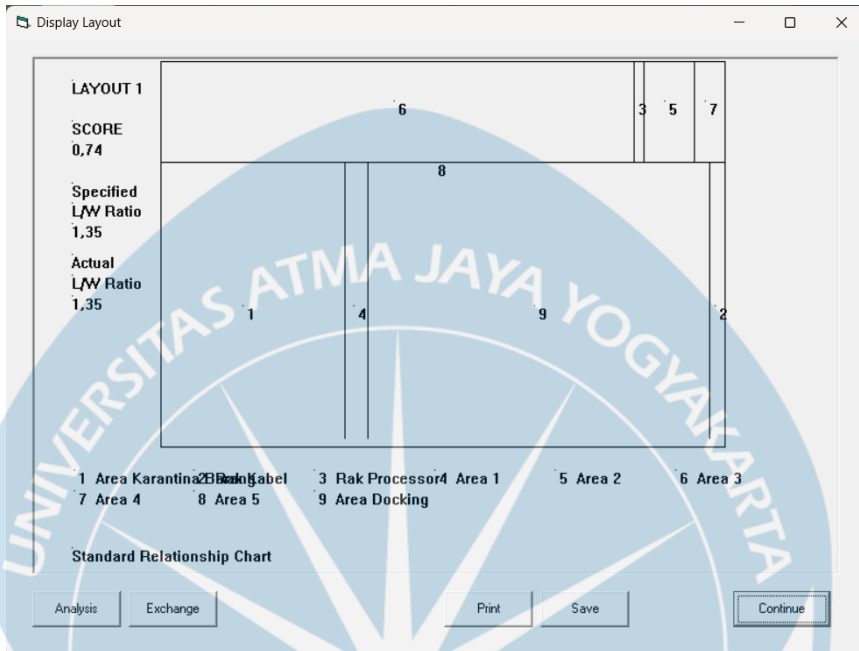 Display Layout
LAYOUT 1
SCORE
0,74
Specified
L/W Ratio
1,35
Actual
L/W Ratio
1,35
6 3 5 7
8
1 4 9 2
1 Area Karantina Barang 2 Rak Kabel 3 Rak Processor 4 Area 1 5 Area 2 6 Area 3
7 Area 4 8 Area 5 9 Area Docking
Standard Relationship Chart
Analysis Exchange Print Save Continue
UNIVERSITAS ATMA JAYA YOGYAKARTA